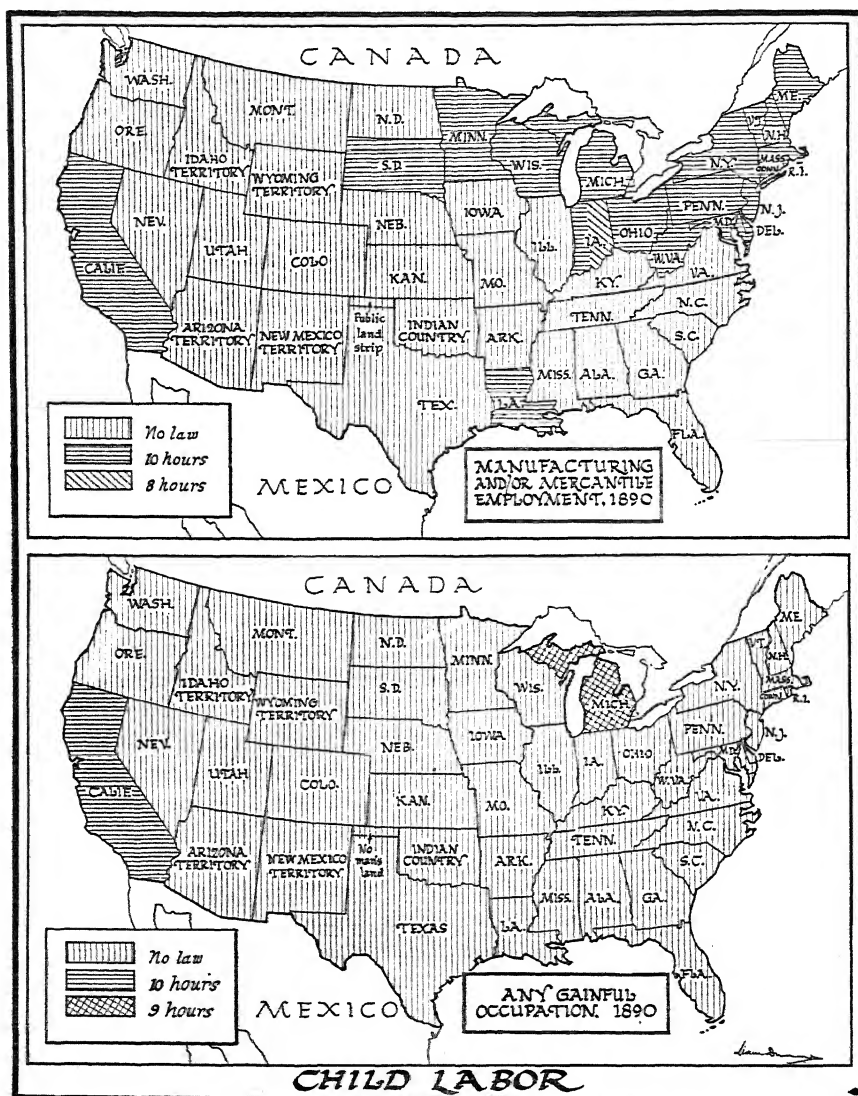 CANADA
WASH.
MONT.
N.D.
MINN.
ME.
ORE.
IDAHO
TERRITORY
WYOMING
TERRITORY
S.D.
WIS.
MICH.
N.Y.
VT.
N.H.
MASS.
CONN.
R.I.
NEV.
UTAH
COLO
NEB.
IOWA
ILL.
IA.
OHIO
PENN.
N.J.
MD.
DEL.
CALIF.
KAN.
MO.
KY.
W.VA.
VA.
ARIZONA
TERRITORY
NEW MEXICO
TERRITORY
Public
land
strip
INDIAN
COUNTRY
ARK.
TENN.
N.C.
S.C.
TEX.
LA.
MISS.
ALA.
GA.
FLA.
No law
10 hours
8 hours
MEXICO
MANUFACTURING
AND/OR MERCANTILE
EMPLOYMENT, 1890
CANADA
WASH.
MONT.
N.D.
MINN.
ME.
ORE.
IDAHO
TERRITORY
WYOMING
TERRITORY
S.D.
WIS.
MICH.
N.Y.
VT.
N.H.
MASS.
CONN.
R.I.
NEV.
UTAH
COLO.
NEB.
IOWA
ILL.
IA.
OHIO
PENN.
N.J.
MD.
DEL.
CALIF.
KAN.
MO.
KY.
W.VA.
VA.
ARIZONA
TERRITORY
NEW MEXICO
TERRITORY
No
man's
land
INDIAN
COUNTRY
ARK.
TENN.
N.C.
S.C.
TEXAS
LA.
MISS.
ALA.
GA.
FLA.
No law
10 hours
9 hours
MEXICO
ANY GAINFUL
OCCUPATION, 1890
CHILD LABOR